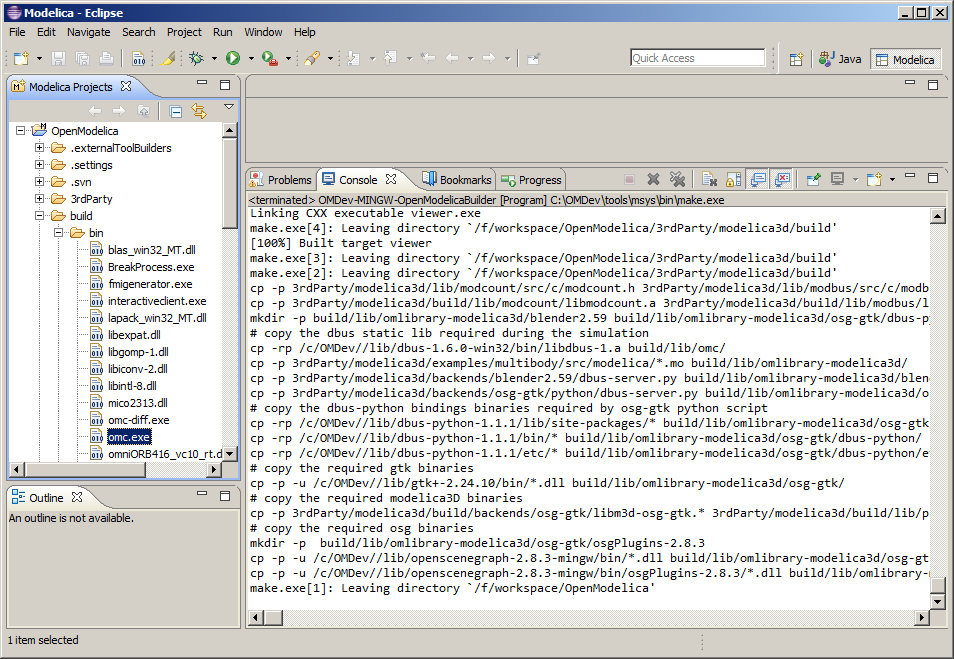 Modelica - Eclipse
File Edit Navigate Search Project Run Window Help
Quick Access
Java
Modelica
Modelica Projects
OpenModelica
.externalToolBuilders
.settings
.svn
3rdParty
build
bin
blas_win32_MT.dll
BreakProcess.exe
fmigenerator.exe
interactiveclient.exe
lapack_win32_MT.dll
libexpat.dll
libgomp-1.dll
libiconv-2.dll
libintl-8.dll
mico2313.dll
omc-diff.exe
omc.exe
omniORB416_vc10_rt.d
Outline
An outline is not available.
Problems Console Bookmarks Progress
<terminated> OMDev-MINGW-OpenModelicaBuilder [Program] C:\OMDev\tools\msys\bin\make.exe
Linking CXX executable viewer.exe
make.exe[4]: Leaving directory `/f/workspace/OpenModelica/3rdParty/modelica3d/build'
[100%] Built target viewer
make.exe[3]: Leaving directory `/f/workspace/OpenModelica/3rdParty/modelica3d/build'
make.exe[2]: Leaving directory `/f/workspace/OpenModelica/3rdParty/modelica3d/build'
cp -p 3rdParty/modelica3d/lib/modcount/src/c/modcount.h 3rdParty/modelica3d/lib/modbus/src/c/modb
cp -p 3rdParty/modelica3d/build/lib/modcount/libmodcount.a 3rdParty/modelica3d/build/lib/modbus/l
mkdir -p build/lib/omlibrary-modelica3d/blender2.59 build/lib/omlibrary-modelica3d/osg-gtk/dbus-p
# copy the dbus static lib required during the simulation
cp -rp /c/OMDev//lib/dbus-1.6.0-win32/bin/libdbus-1.a build/lib/omc/
cp -p 3rdParty/modelica3d/examples/multibody/src/modelica/*.mo build/lib/omlibrary-modelica3d/
cp -p 3rdParty/modelica3d/backends/blender2.59/dbus-server.py build/lib/omlibrary-modelica3d/blen
cp -p 3rdParty/modelica3d/backends/osg-gtk/python/dbus-server.py build/lib/omlibrary-modelica3d/o
# copy the dbus-python bindings binaries required by osg-gtk python script
cp -rp /c/OMDev//lib/dbus-python-1.1.1/lib/site-packages/* build/lib/omlibrary-modelica3d/osg-gtk
cp -rp /c/OMDev//lib/dbus-python-1.1.1/bin/* build/lib/omlibrary-modelica3d/osg-gtk/dbus-python/
cp -rp /c/OMDev//lib/dbus-python-1.1.1/etc/* build/lib/omlibrary-modelica3d/osg-gtk/dbus-python/e
# copy the required gtk binaries
cp -p -u /c/OMDev//lib/gtk+-2.24.10/bin/*.dll build/lib/omlibrary-modelica3d/osg-gtk/
# copy the required modelica3D binaries
cp -p 3rdParty/modelica3d/build/backends/osg-gtk/libm3d-osg-gtk.* 3rdParty/modelica3d/build/lib/p
# copy the required osg binaries
mkdir -p  build/lib/omlibrary-modelica3d/osg-gtk/osgPlugins-2.8.3
cp -p -u /c/OMDev//lib/openscenegraph-2.8.3-mingw/bin/*.dll build/lib/omlibrary-modelica3d/osg-gt
cp -p -u /c/OMDev//lib/openscenegraph-2.8.3-mingw/bin/osgPlugins-2.8.3/*.dll build/lib/omlibrary-
make.exe[1]: Leaving directory `/f/workspace/OpenModelica'
1 item selected